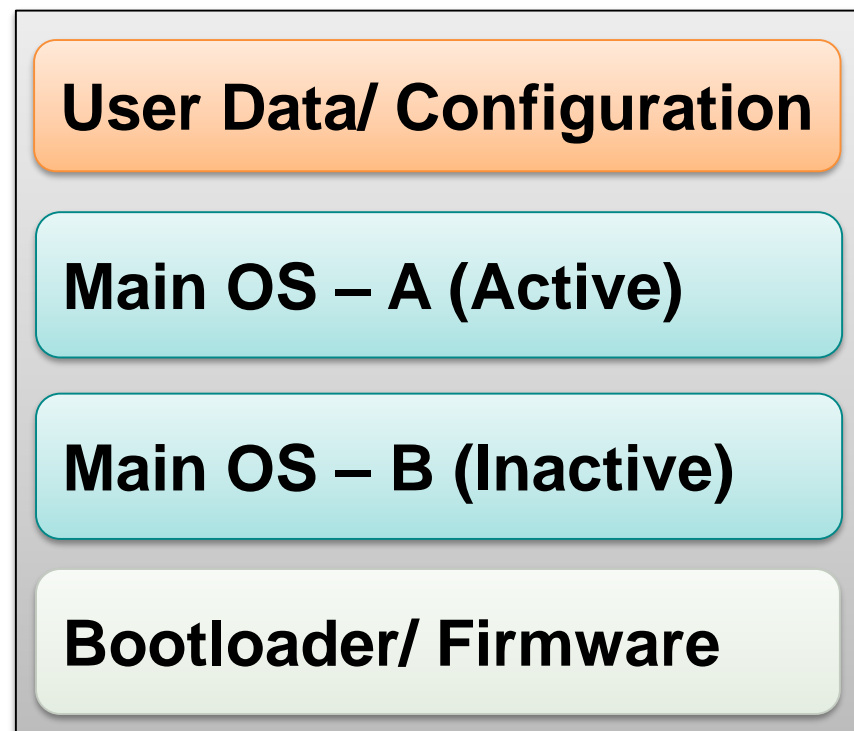 User Data/ Configuration
Main OS – A (Active)
Main OS – B (Inactive)
Bootloader/ Firmware